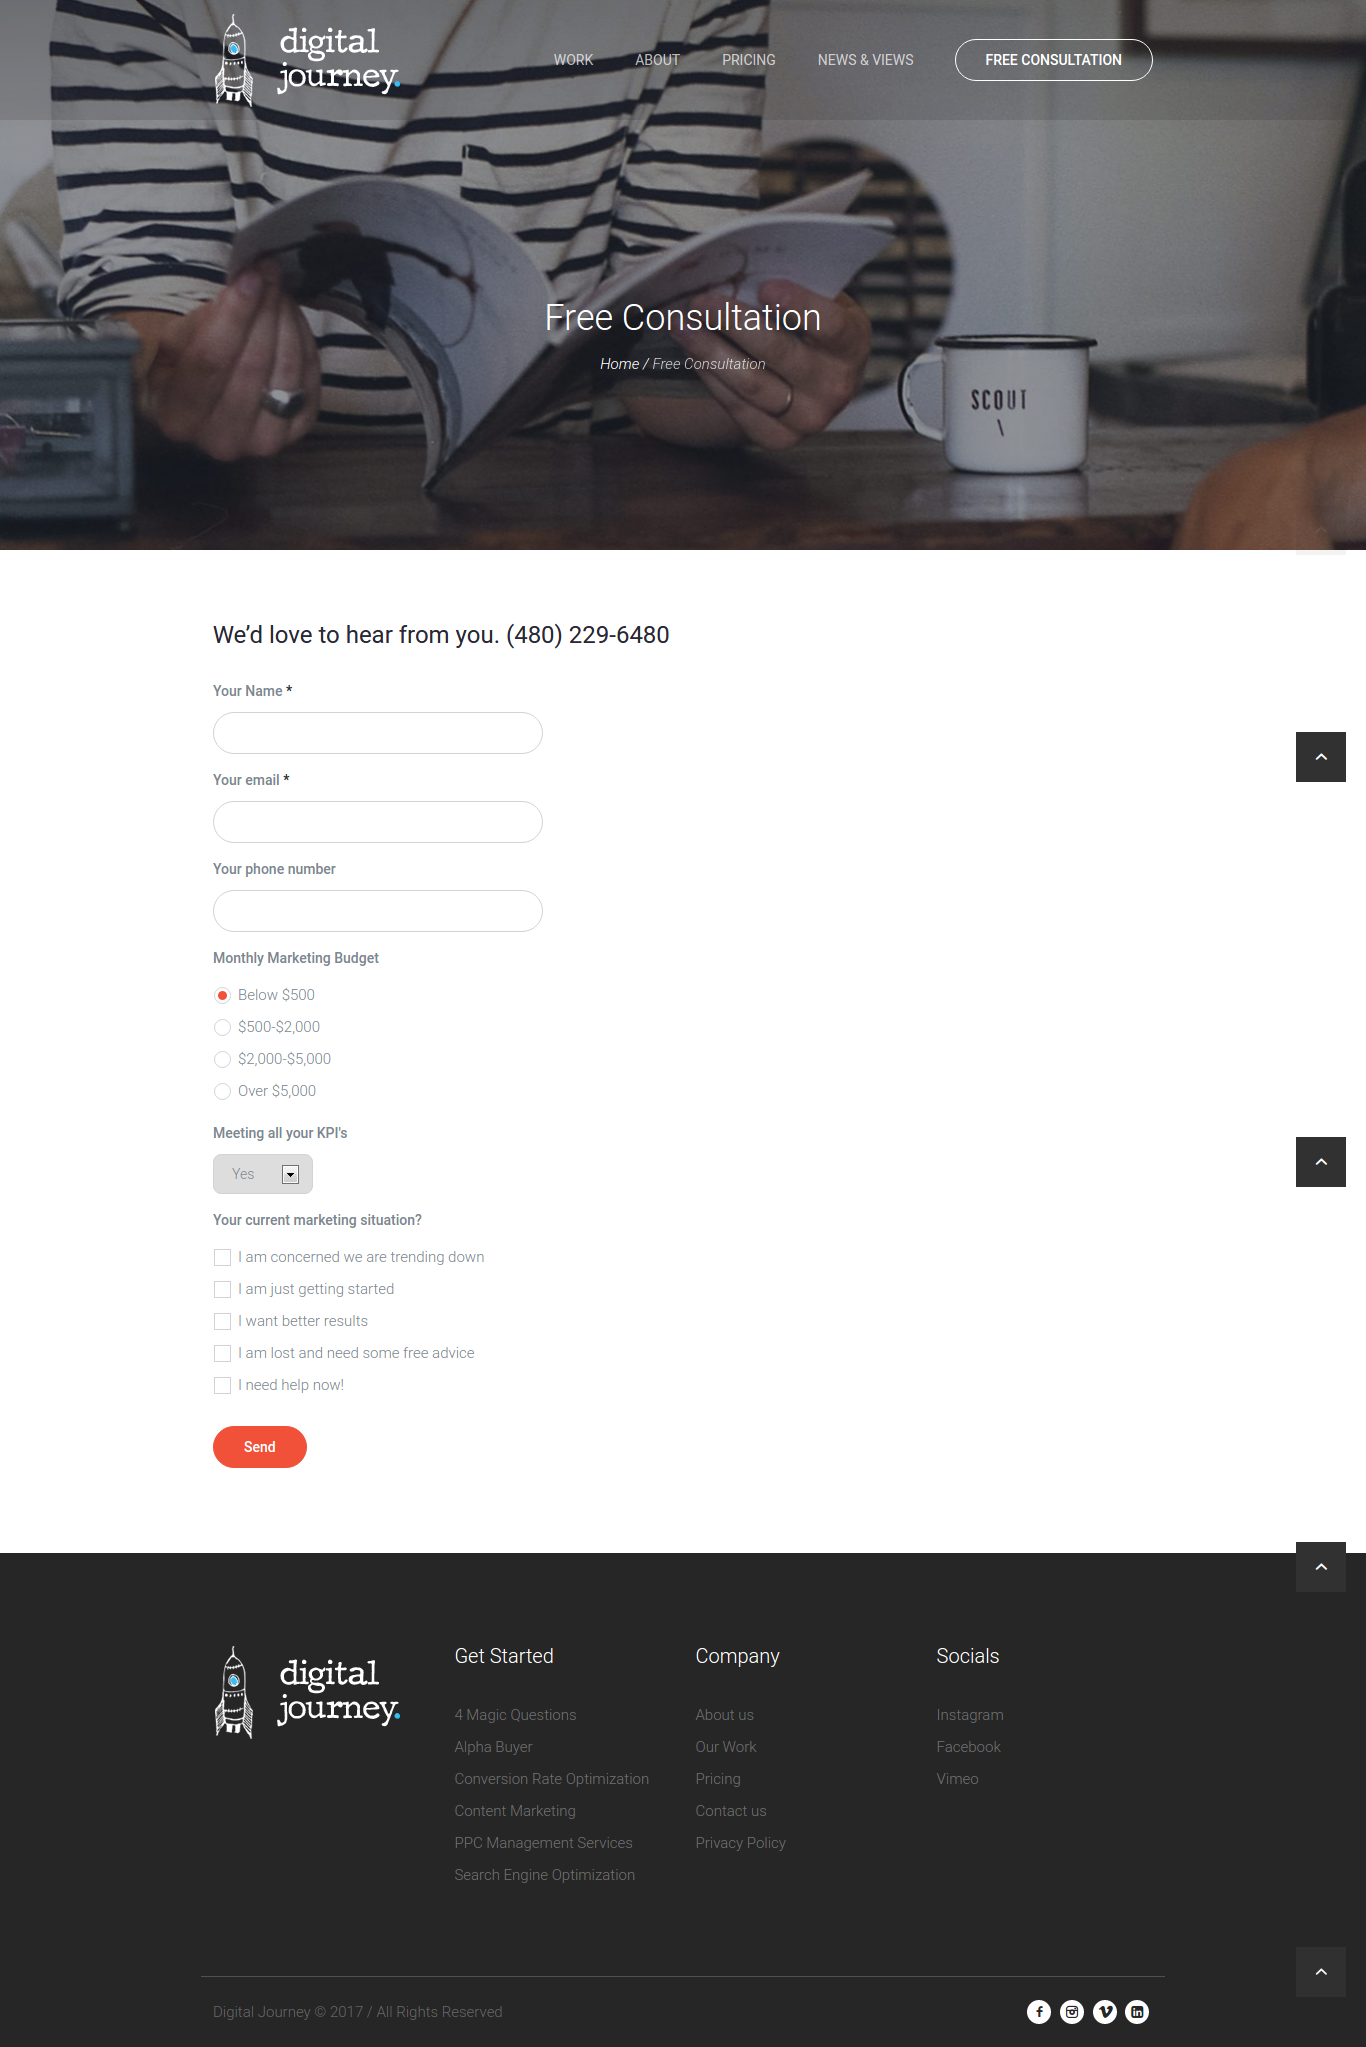 digital
journey.
WORK ABOUT PRICING NEWS & VIEWS FREE CONSULTATION
Free Consultation
Home / Free Consultation
SCOUT
We’d love to hear from you. (480) 229-6480
Your Name *
Your email *
Your phone number
Monthly Marketing Budget
Below $500
$500-$2,000
$2,000-$5,000
Over $5,000
Meeting all your KPI's
Yes
Your current marketing situation?
I am concerned we are trending down
I am just getting started
I want better results
I am lost and need some free advice
I need help now!
Send
digital
journey.
Get Started
4 Magic Questions
Alpha Buyer
Conversion Rate Optimization
Content Marketing
PPC Management Services
Search Engine Optimization
Company
About us
Our Work
Pricing
Contact us
Privacy Policy
Socials
Instagram
Facebook
Vimeo
Digital Journey © 2017 / All Rights Reserved